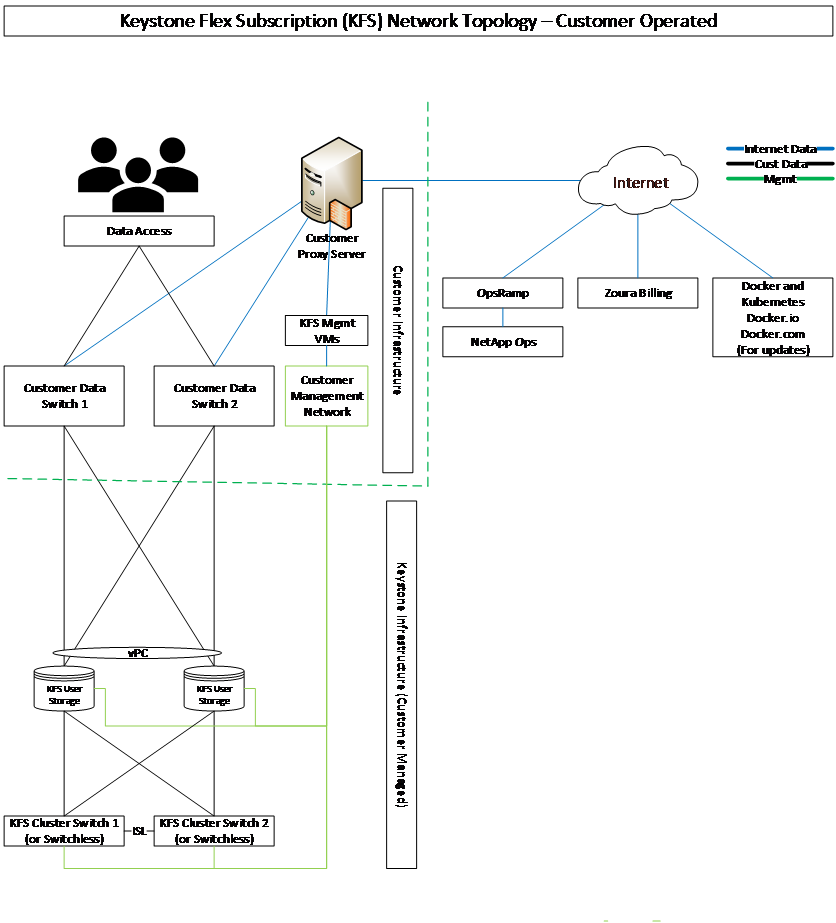 Keystone Flex Subscription (KFS) Network Topology – Customer Operated
Internet Data
Cust Data
Mgmt
Internet
Data Access
Customer
Proxy Server
Customer Infrastructure
OpsRamp
NetApp Ops
Zoura Billing
Docker and
Kubernetes
Docker.io
Docker.com
(For updates)
KFS Mgmt
VMs
Customer Data
Switch 1
Customer Data
Switch 2
Customer
Management
Network
Keystone Infrastructure (Customer Managed)
vPC
KFS User
Storage
KFS User
Storage
KFS Cluster Switch 1
(or Switchless)
ISL
KFS Cluster Switch 2
(or Switchless)